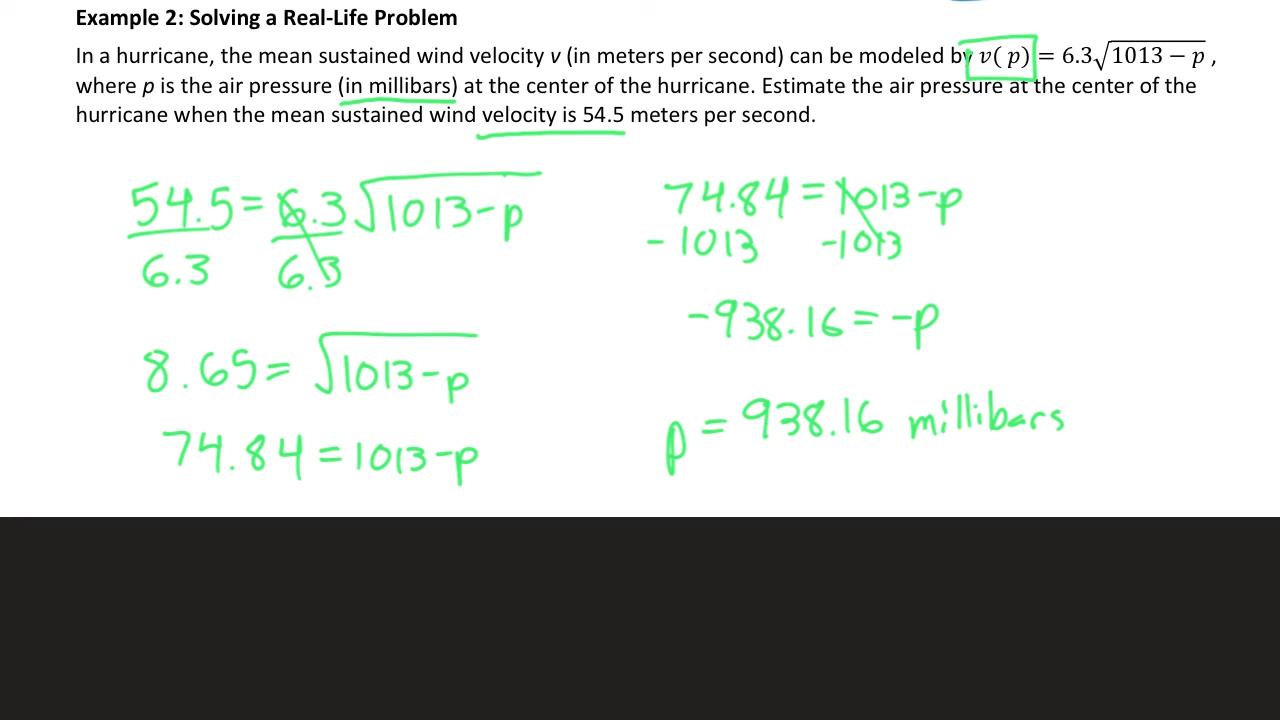 Example 2: Solving a Real-Life Problem
In a hurricane, the mean sustained wind velocity v (in meters per second) can be modeled by v( p) = 6.3√1013 − p ,
where p is the air pressure (in millibars) at the center of the hurricane. Estimate the air pressure at the center of the
hurricane when the mean sustained wind velocity is 54.5 meters per second.
54.5 = 6.3√1013-p
6.3 6.3
8.65 = √1013-p
74.84 = 1013-p
74.84 = 1013-p
- 1013 -1013
-938.16 = -p
p = 938.16 millibars